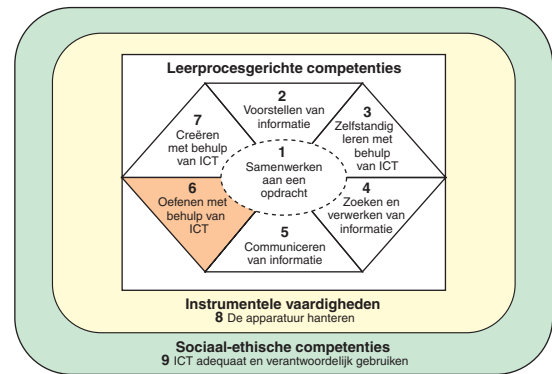 Leerprocesgerichte competenties
1
Samenwerken
aan een
opdracht
2
Voorstellen van
informatie
3
Zelfstandig
leren met
behulp
van ICT
4
Zoeken en
verwerken van
informatie
5
Communiceren
van informatie
6
Oefenen met
behulp van
ICT
7
Creëren
met behulp
van ICT
Instrumentele vaardigheden
8 De apparatuur hanteren
Sociaal-ethische competenties
9 ICT adequaat en verantwoordelijk gebruiken